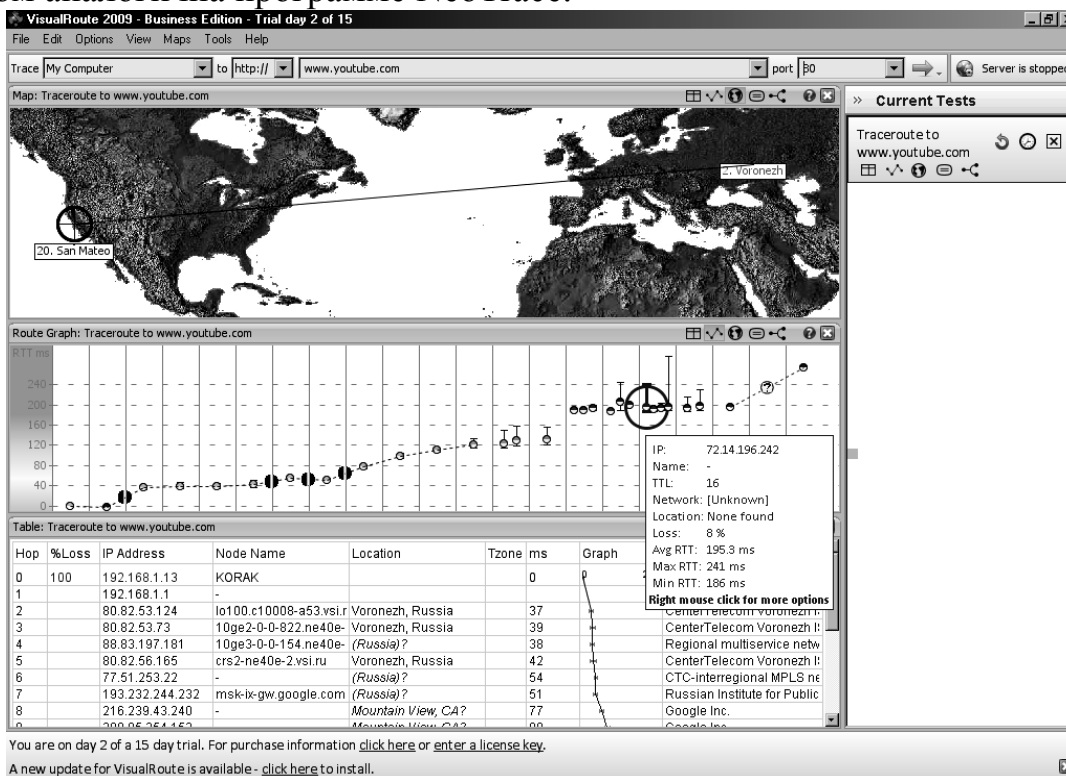 аналоги на программе NeoTrace.
VisualRoute 2009 - Business Edition - Trial day 2 of 15
File Edit Options View Maps Tools Help
Trace My Computer to http:// www.youtube.com port 80 Server is stopped
Map: Traceroute to www.youtube.com
2. Voronezh
20. San Mateo
» Current Tests
Traceroute to
www.youtube.com
Route Graph: Traceroute to www.youtube.com
RTT ms
240
200
160
120
80
40
0
IP: 72.14.196.242
Name: -
TTL: 16
Network: [Unknown]
Location: None found
Loss: 8 %
Avg RTT: 195.3 ms
Max RTT: 241 ms
Min RTT: 186 ms
Right mouse click for more options
Table: Traceroute to www.youtube.com
Hop %Loss IP Address Node Name Location Tzone ms Graph
0 100 192.168.1.13 KORAK 0 0
1 192.168.1.1 -
2 80.82.53.124 lo100.c10008-a53.vsi.r Voronezh, Russia 37 CenterTelecom Voronezh I
3 80.82.53.73 10ge2-0-0-822.ne40e- Voronezh, Russia 39 CenterTelecom Voronezh I
4 88.83.197.181 10ge3-0-0-154.ne40e- (Russia)? 38 Regional multiservice netw
5 80.82.56.165 crs2-ne40e-2.vsi.ru Voronezh, Russia 42 CenterTelecom Voronezh I
6 77.51.253.22 - (Russia)? 54 CTC-interregional MPLS ne
7 193.232.244.232 msk-ix-gw.google.com (Russia)? 51 Russian Institute for Public
8 216.239.43.240 - Mountain View, CA? 77 Google Inc.
You are on day 2 of a 15 day trial. For purchase information click here or enter a license key.
A new update for VisualRoute is available - click here to install.